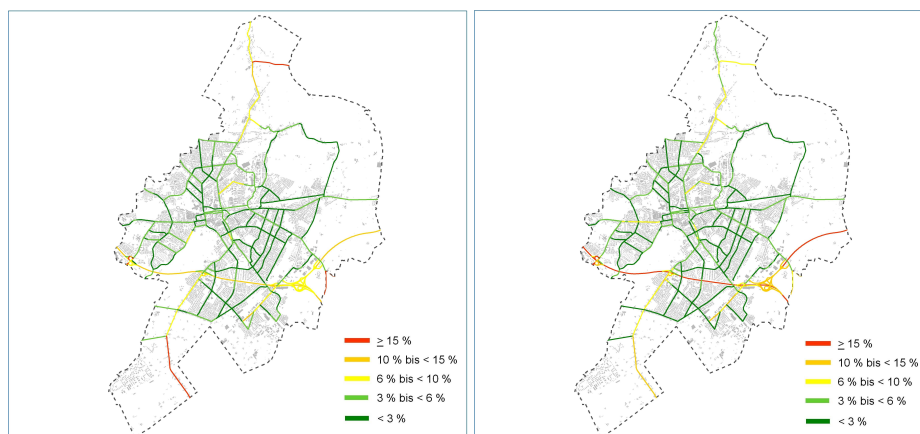 ≥ 15 %
10 % bis < 15 %
6 % bis < 10 %
3 % bis < 6 %
< 3 %
≥ 15 %
10 % bis < 15 %
6 % bis < 10 %
3 % bis < 6 %
< 3 %